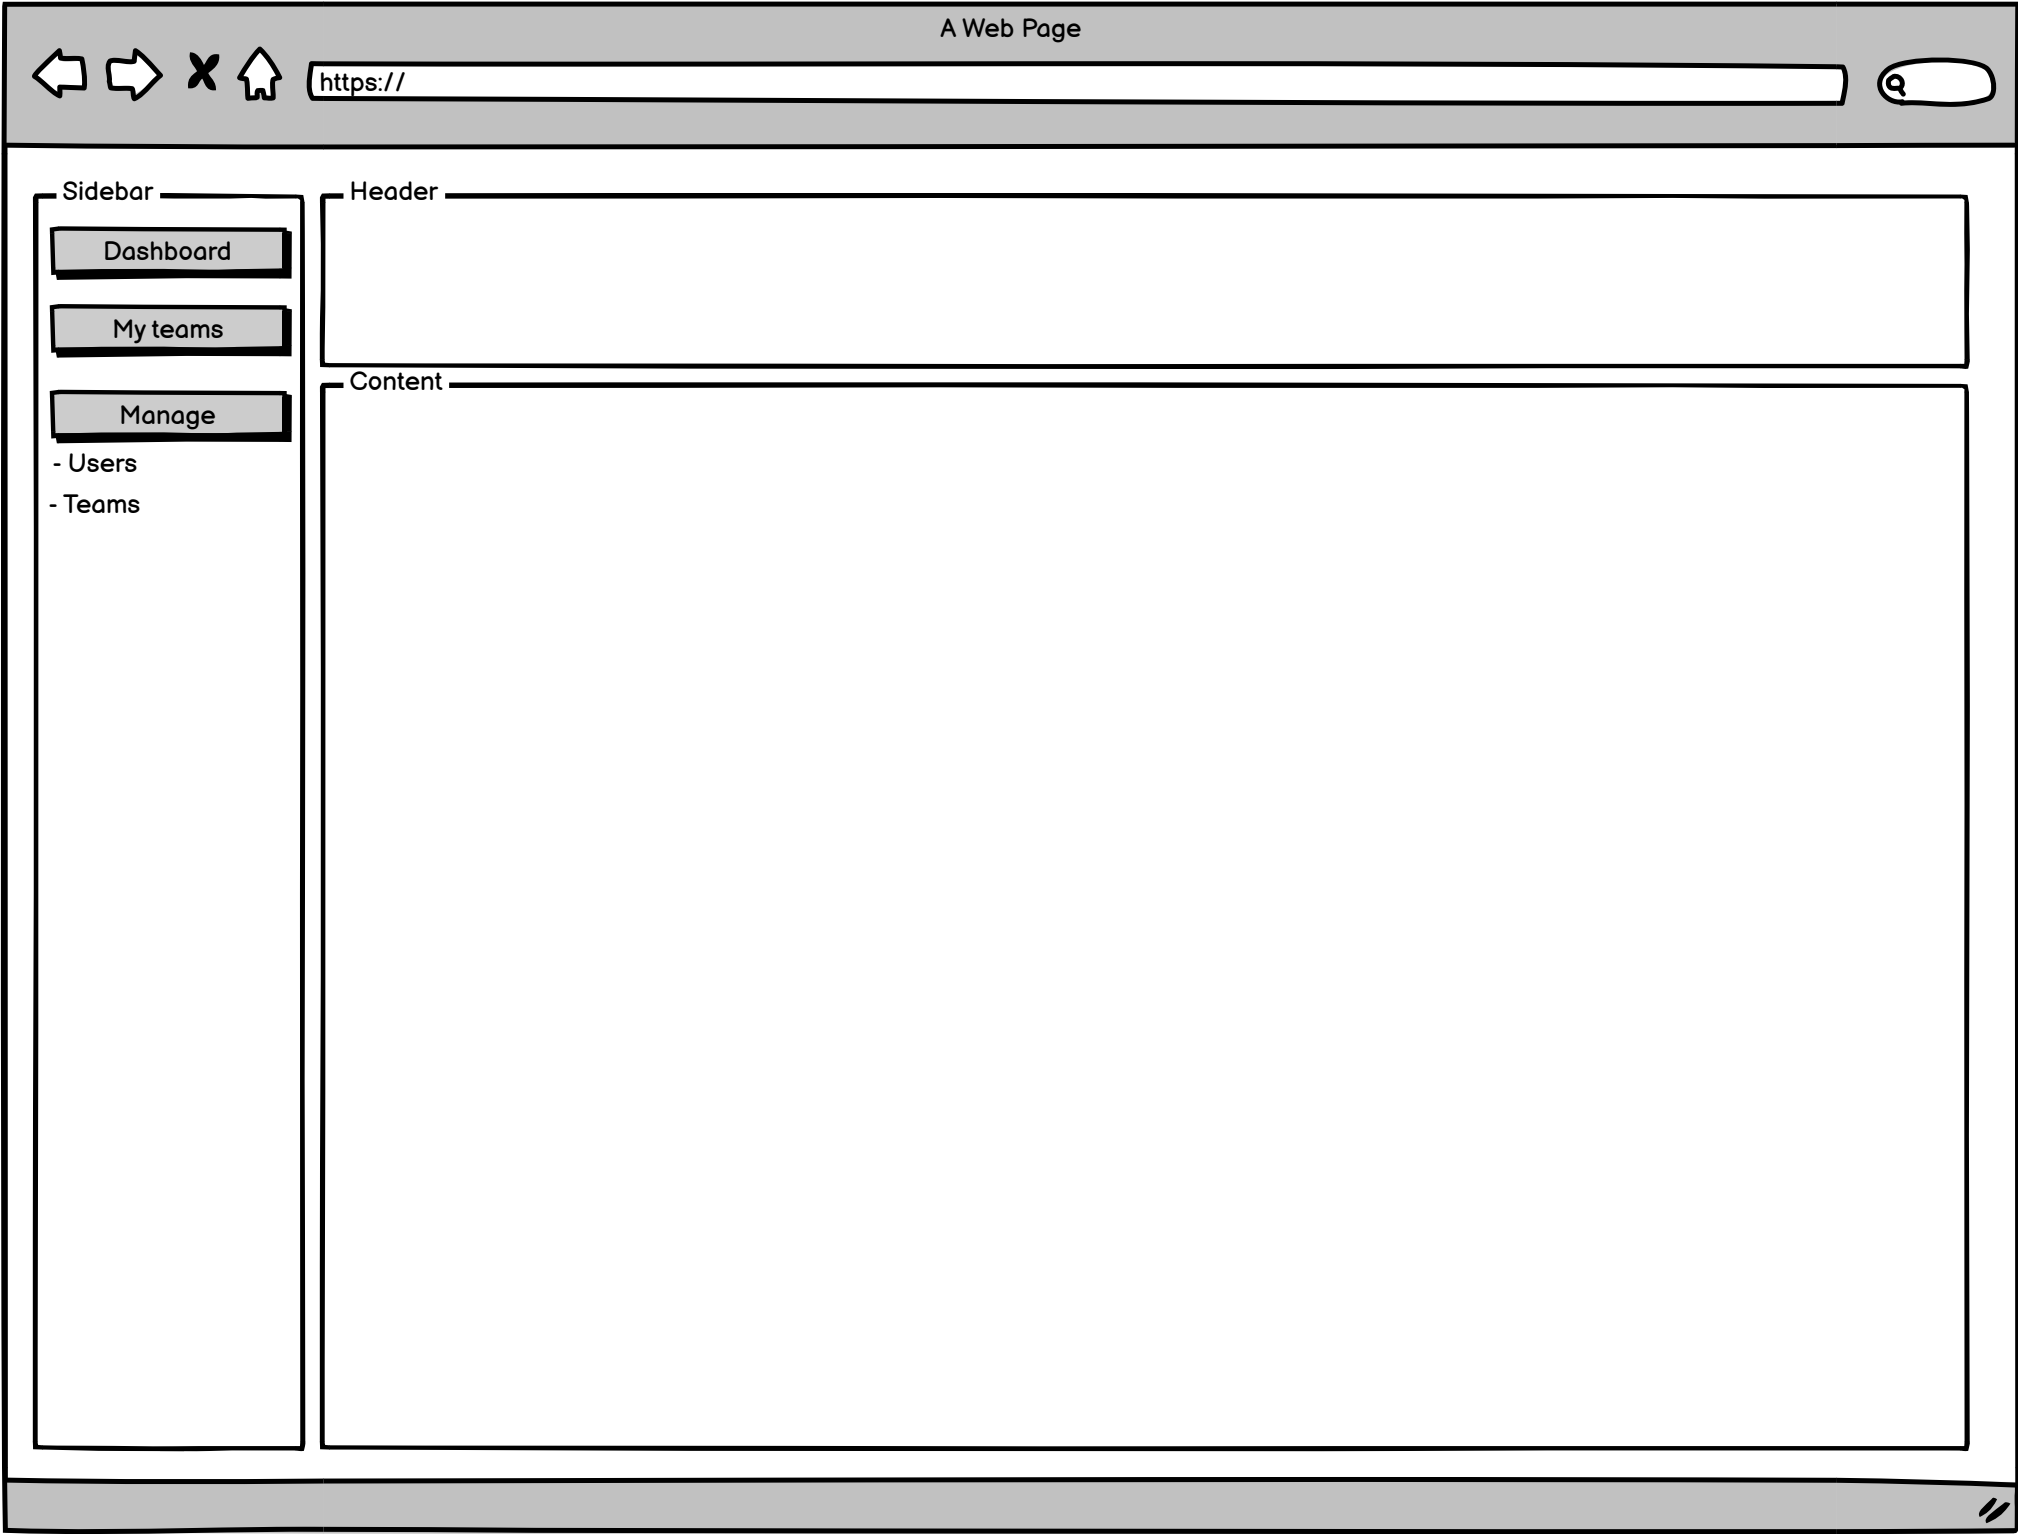 A Web Page
https://
Sidebar
Dashboard
My teams
Manage
- Users
- Teams
Header
Content